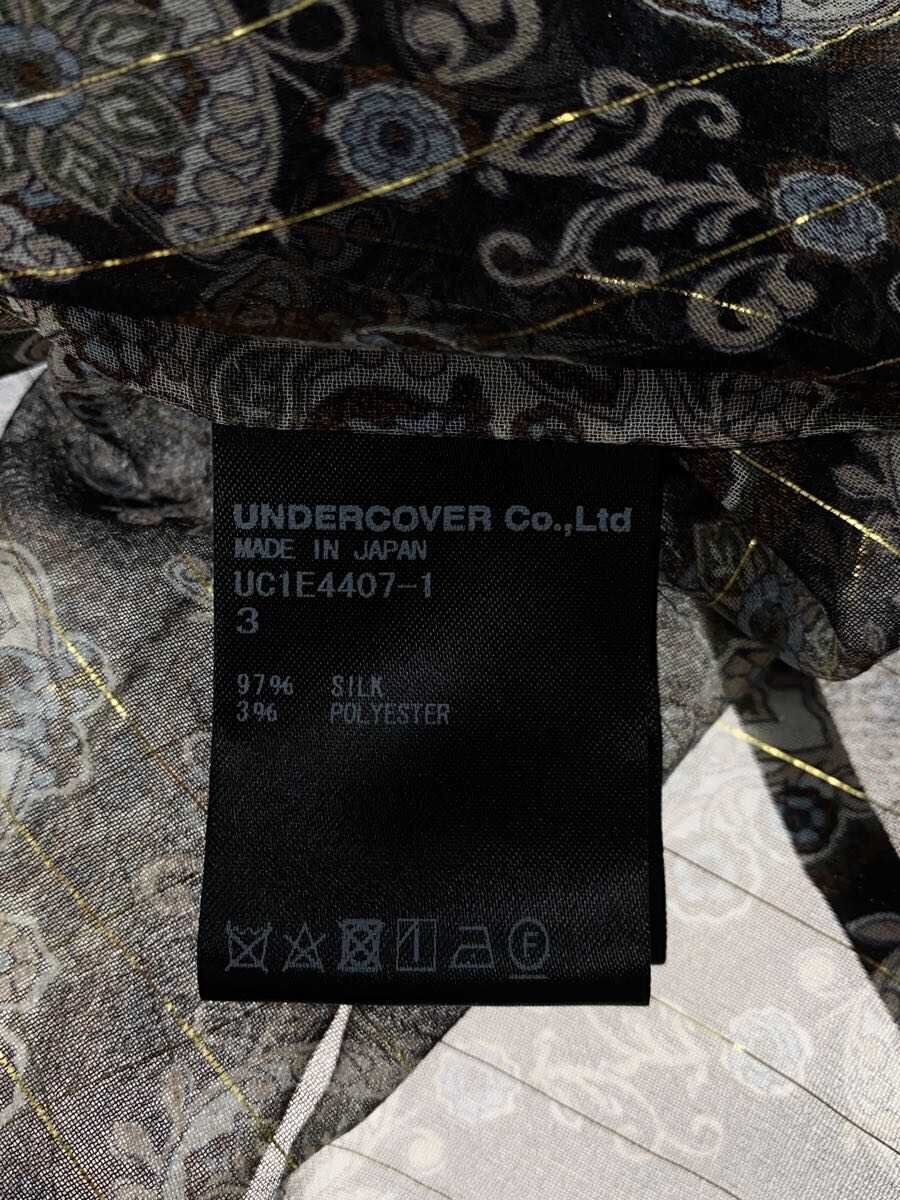 UNDERCOVER Co.,Ltd
MADE IN JAPAN
UC1E4407-1
3
97% SILK
3% POLYESTER
F